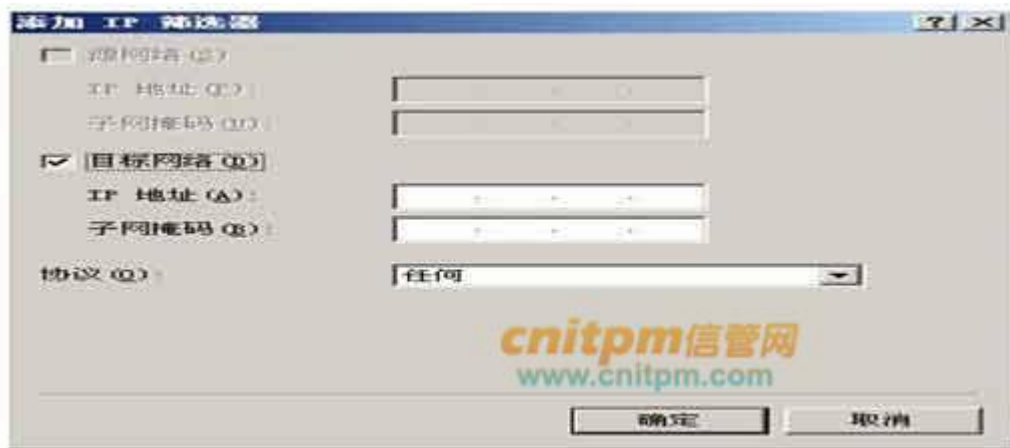 添加 IP 筛选器
源网络(S)
IP 地址(P):
子网掩码(U):
目标网络(D)
IP 地址(A):
子网掩码(B):
协议(O):
任何
cnitpm信管网
www.cnitpm.com
确定
取消